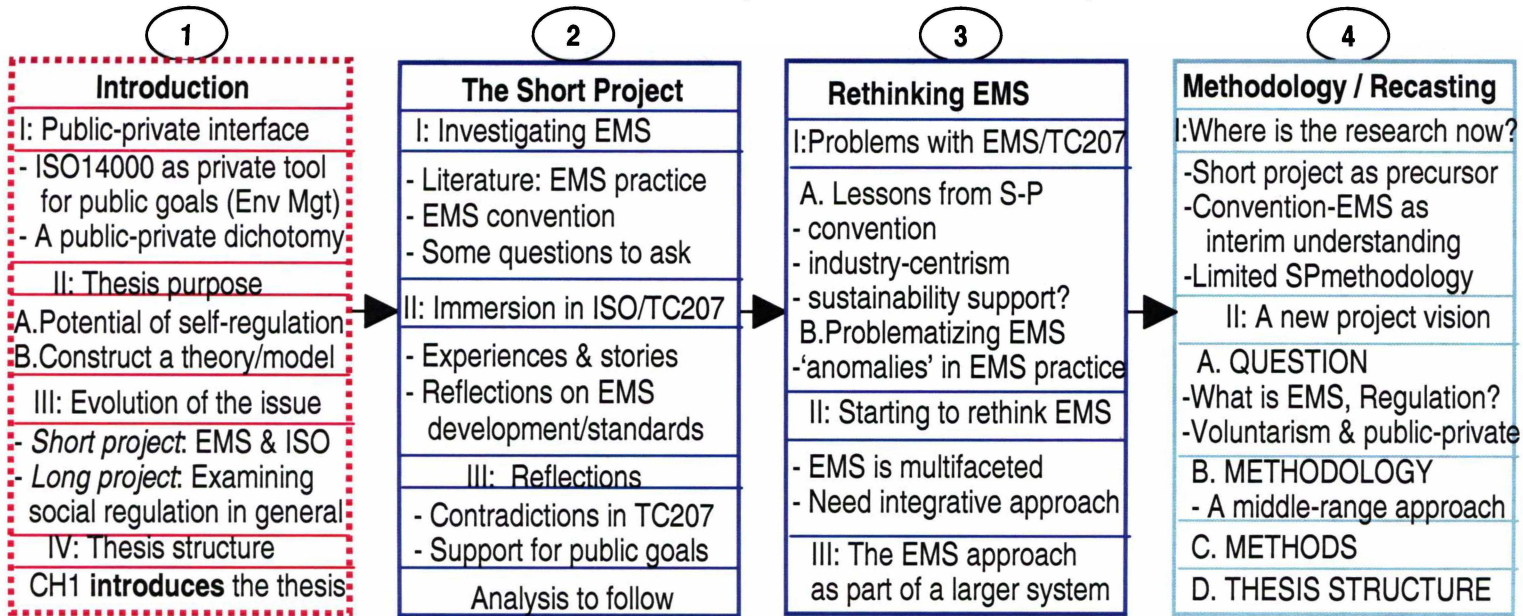 1
Introduction
I: Public-private interface
- ISO14000 as private tool
for public goals (Env Mgt)
- A public-private dichotomy
II: Thesis purpose
A.Potential of self-regulation
B.Construct a theory/model
III: Evolution of the issue
- Short project: EMS & ISO
- Long project: Examining
social regulation in general
IV: Thesis structure
CH1 introduces the thesis
2
The Short Project
I: Investigating EMS
- Literature: EMS practice
- EMS convention
- Some questions to ask
II: Immersion in ISO/TC207
- Experiences & stories
- Reflections on EMS
development/standards
III: Reflections
- Contradictions in TC207
- Support for public goals
Analysis to follow
3
Rethinking EMS
I:Problems with EMS/TC207
A. Lessons from S-P
- convention
- industry-centrism
- sustainability support?
B.Problematizing EMS
-‘anomalies’ in EMS practice
II: Starting to rethink EMS
- EMS is multifaceted
- Need integrative approach
III: The EMS approach
as part of a larger system
4
Methodology / Recasting
I:Where is the research now?
-Short project as precursor
-Convention-EMS as
interim understanding
-Limited SPmethodology
II: A new project vision
A. QUESTION
-What is EMS, Regulation?
-Voluntarism & public-private
B. METHODOLOGY
- A middle-range approach
C. METHODS
D. THESIS STRUCTURE